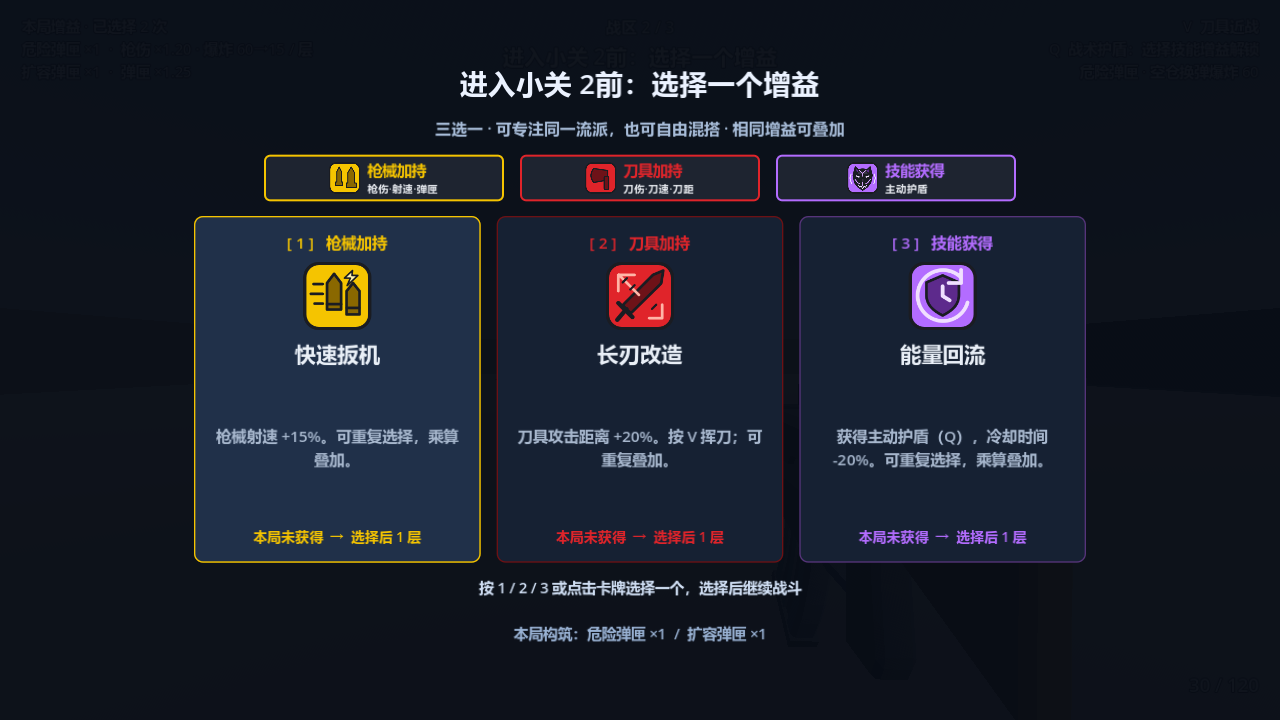 进入小关 2前：选择一个增益
三选一 · 可专注同一流派，也可自由混搭 · 相同增益可叠加
枪械加持
枪伤·射速·弹匣
刀具加持
刀伤·刀速·刀距
技能获得
主动护盾
[ 1 ] 枪械加持
快速扳机
枪械射速 +15%。可重复选择，乘算
叠加。
本局未获得 → 选择后 1 层
[ 2 ] 刀具加持
长刃改造
刀具攻击距离 +20%。按 V 挥刀；可
重复叠加。
本局未获得 → 选择后 1 层
[ 3 ] 技能获得
能量回流
获得主动护盾（Q），冷却时间
-20%。可重复选择，乘算叠加。
本局未获得 → 选择后 1 层
按 1 / 2 / 3 或点击卡牌选择一个，选择后继续战斗
本局构筑：危险弹匣 ×1 / 扩容弹匣 ×1